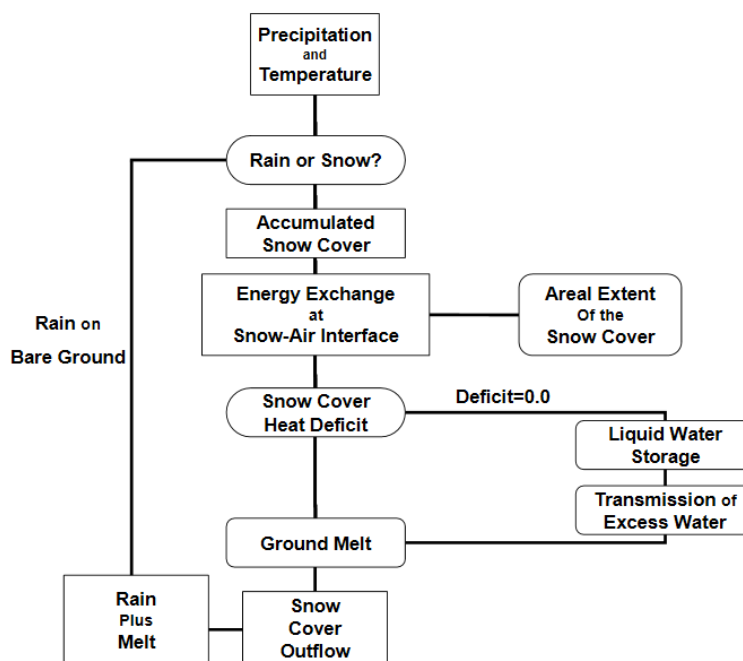 Precipitation
and
Temperature
Rain or Snow?
Accumulated
Snow Cover
Energy Exchange
at
Snow-Air Interface
Areal Extent
Of the
Snow Cover
Rain on
Bare Ground
Snow Cover
Heat Deficit
Deficit=0.0
Liquid Water
Storage
Transmission of
Excess Water
Ground Melt
Rain
Plus
Melt
Snow
Cover
Outflow